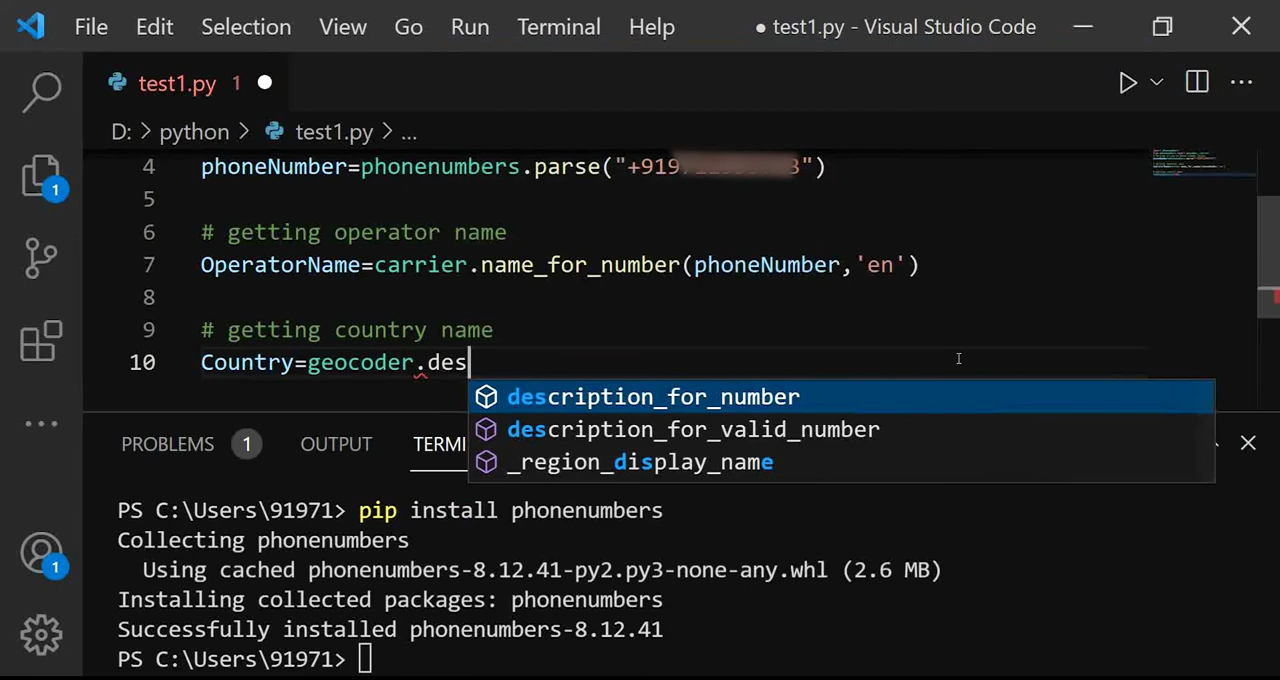 File Edit Selection View Go Run Terminal Help ● test1.py - Visual Studio Code
test1.py 1
D: > python > test1.py > ...
4 phoneNumber=phonenumbers.parse("+919 3")
5
6 # getting operator name
7 OperatorName=carrier.name_for_number(phoneNumber,'en')
8
9 # getting country name
10 Country=geocoder.des
description_for_number
description_for_valid_number
_region_display_name
1
PROBLEMS 1 OUTPUT TERMI
PS C:\Users\91971> pip install phonenumbers
Collecting phonenumbers
Using cached phonenumbers-8.12.41-py2.py3-none-any.whl (2.6 MB)
Installing collected packages: phonenumbers
Successfully installed phonenumbers-8.12.41
1
PS C:\Users\91971>